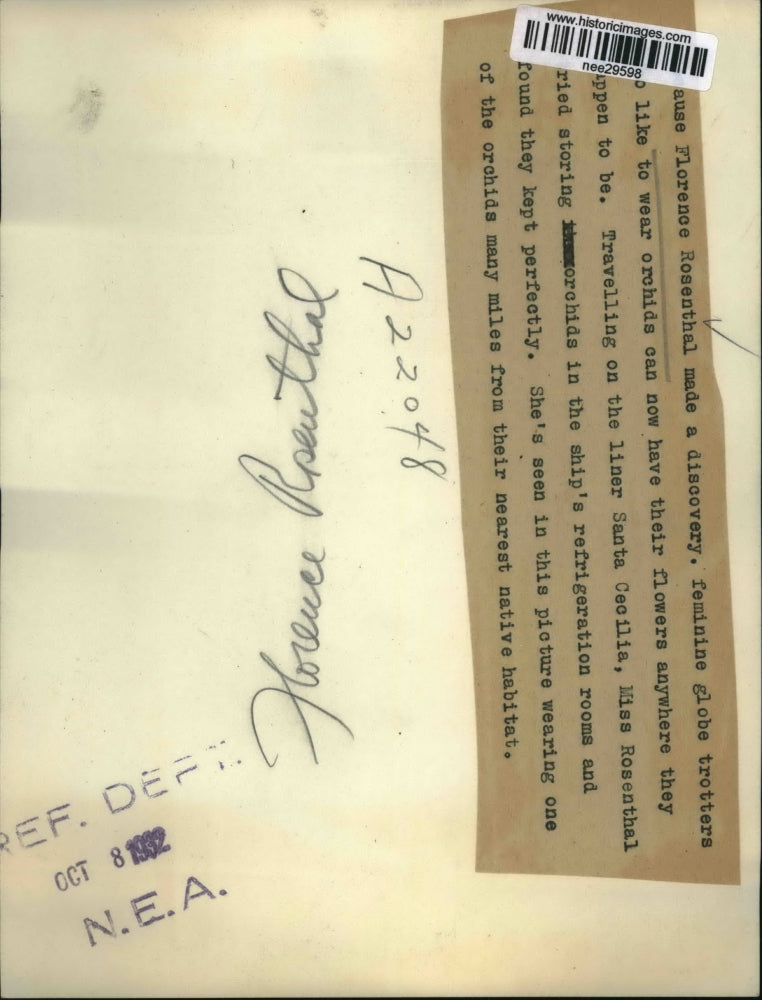 www.historicimages.com
nee29598
ause Florence Rosenthal made a discovery. feminine globe trotters
o like to wear orchids can now have their flowers anywhere they
appen to be. Travelling on the liner Santa Cecilia, Miss Rosenthal
ried storing orchids in the ship's refrigeration rooms and
found they kept perfectly. She's seen in this picture wearing one
of the orchids many miles from their nearest native habitat.
A22048
Florence Rosenthal
REF. DEPT.
OCT 8 1932
N.E.A.